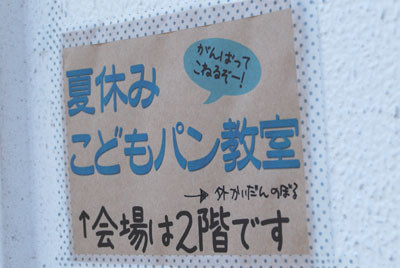 がんばって
こねるぞー!
夏休み
こどもパン教室
→外かいだんのぼる
↑会場は2階です